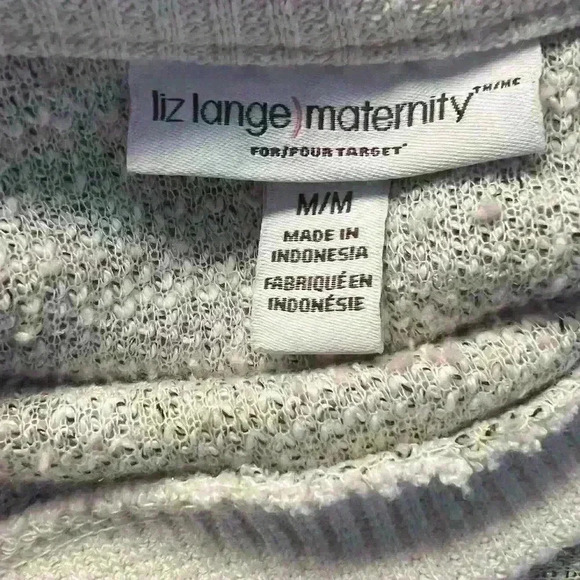 liz lange) maternity TM/MC
FOR/POUR TARGET
M/M
MADE IN
INDONESIA
FABRIQUÉ EN
INDONÉSIE